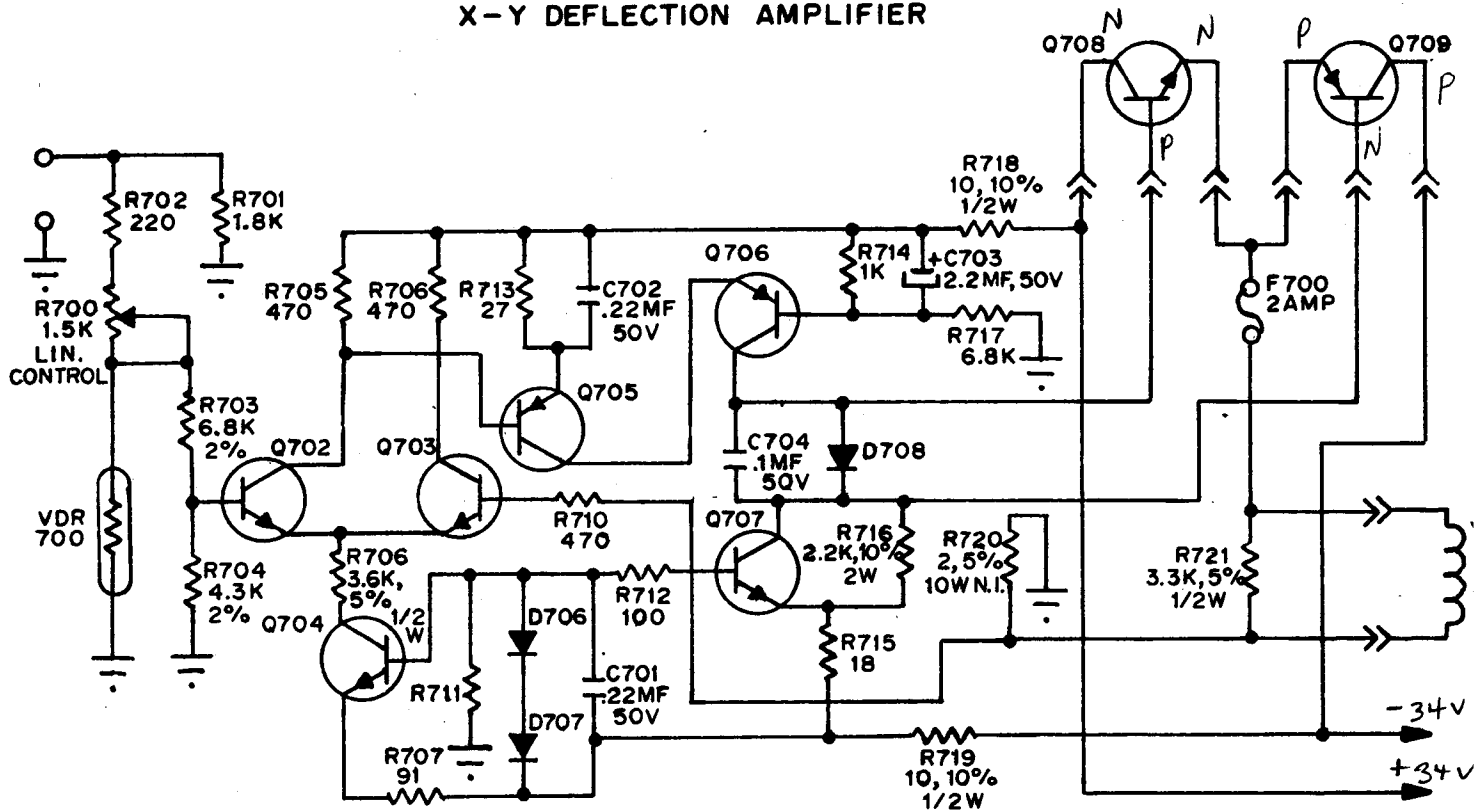 X-Y DEFLECTION AMPLIFIER
Q708
N
N
P
P
N
P
Q709
R702
220
R701
1.8K
R700
1.5K
LIN.
CONTROL
R703
6.8K
2%
VDR
700
R704
4.3K
2%
R705
470
R706
470
R713
27
C702
.22MF
50V
Q702
Q703
Q705
Q706
R714
1K
+C703
2.2MF, 50V
R718
10, 10%
1/2W
R717
6.8K
F700
2AMP
C704
.1MF
50V
D708
R710
470
Q707
R716
2.2K, 10%
2W
R720
2, 5%
10W N.I.
R721
3.3K, 5%
1/2W
R706
3.6K,
5%
1/2
W
Q704
R711
D706
D707
C701
.22MF
50V
R712
100
R715
18
R707
91
R719
10, 10%
1/2W
-34V
+34V